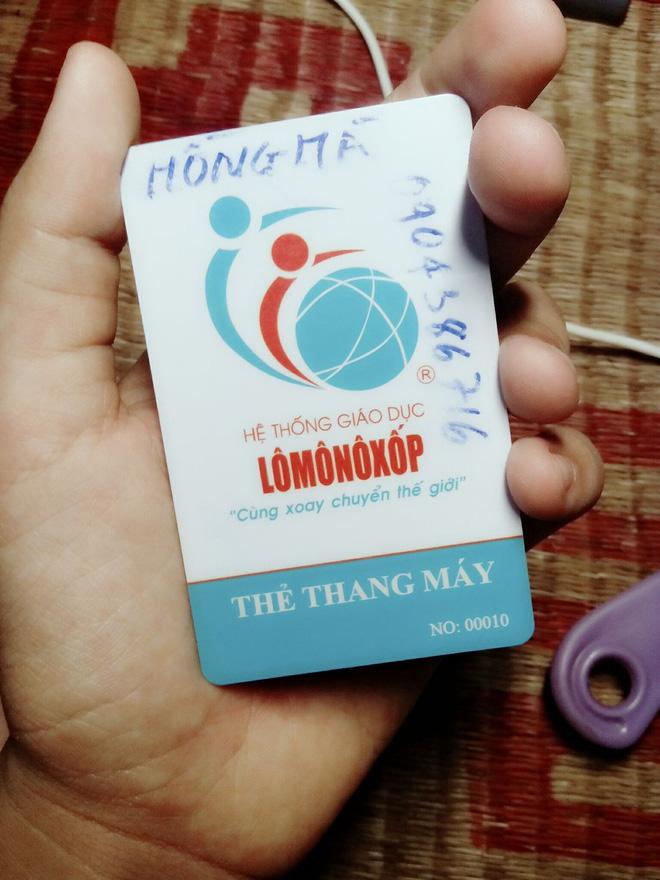 HỒNG MÃ
0904386716
®
HỆ THỐNG GIÁO DỤC
LÔMÔNÔXỐP
"Cùng xoay chuyển thế giới"
THẺ THANG MÁY
NO: 00010